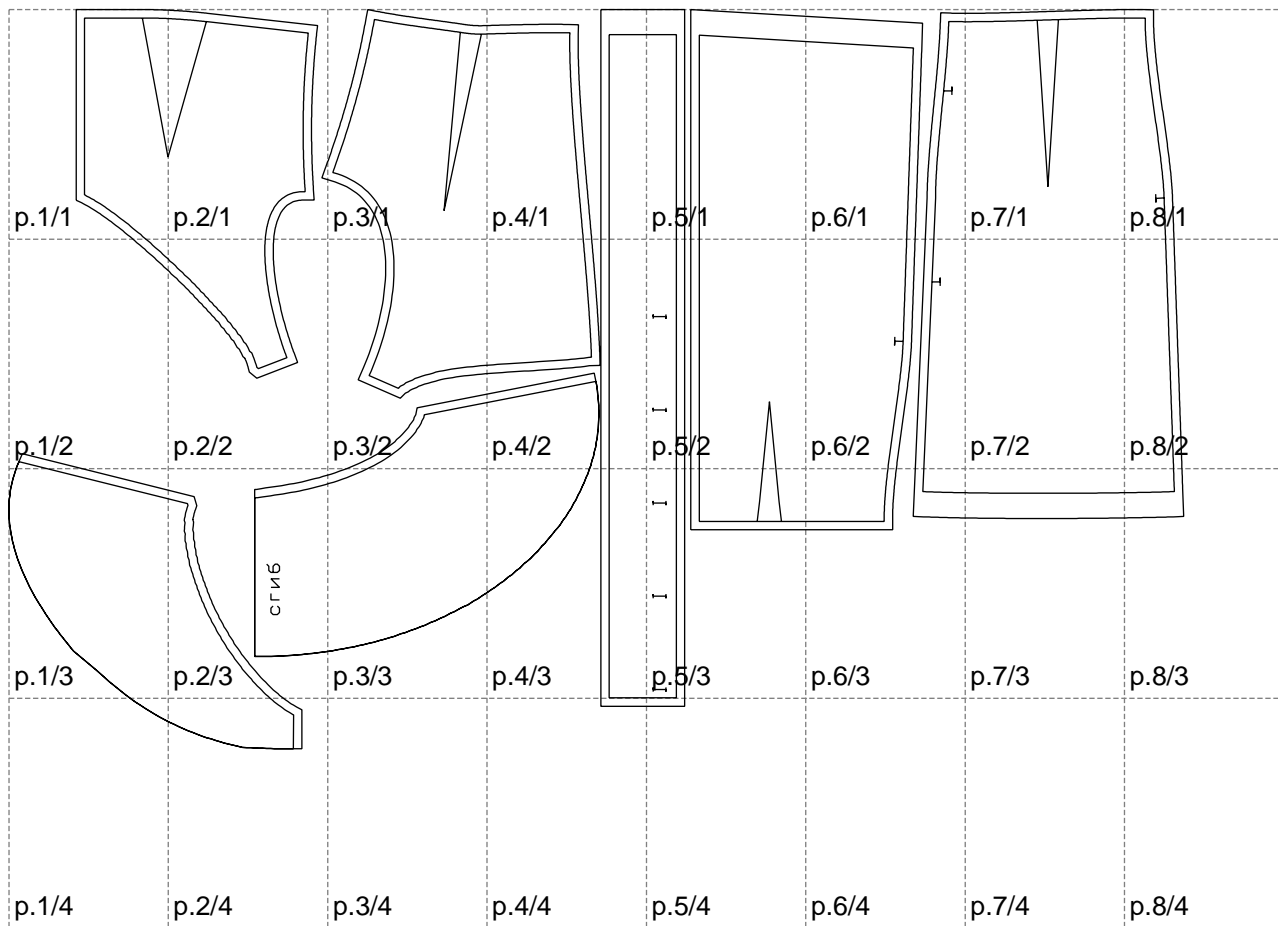 p.1/1 p.2/1 p.3/1 p.4/1 p.5/1 p.6/1 p.7/1 p.8/1
p.1/2 p.2/2 p.3/2 p.4/2 p.5/2 p.6/2 p.7/2 p.8/2
сгиб
p.1/3 p.2/3 p.3/3 p.4/3 p.5/3 p.6/3 p.7/3 p.8/3
p.1/4 p.2/4 p.3/4 p.4/4 p.5/4 p.6/4 p.7/4 p.8/4